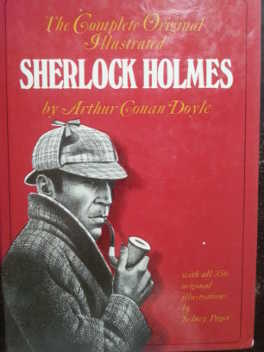 The Complete Original
Illustrated
SHERLOCK HOLMES
by Arthur Conan Doyle
with all 356
original
illustrations
by
Sidney Paget